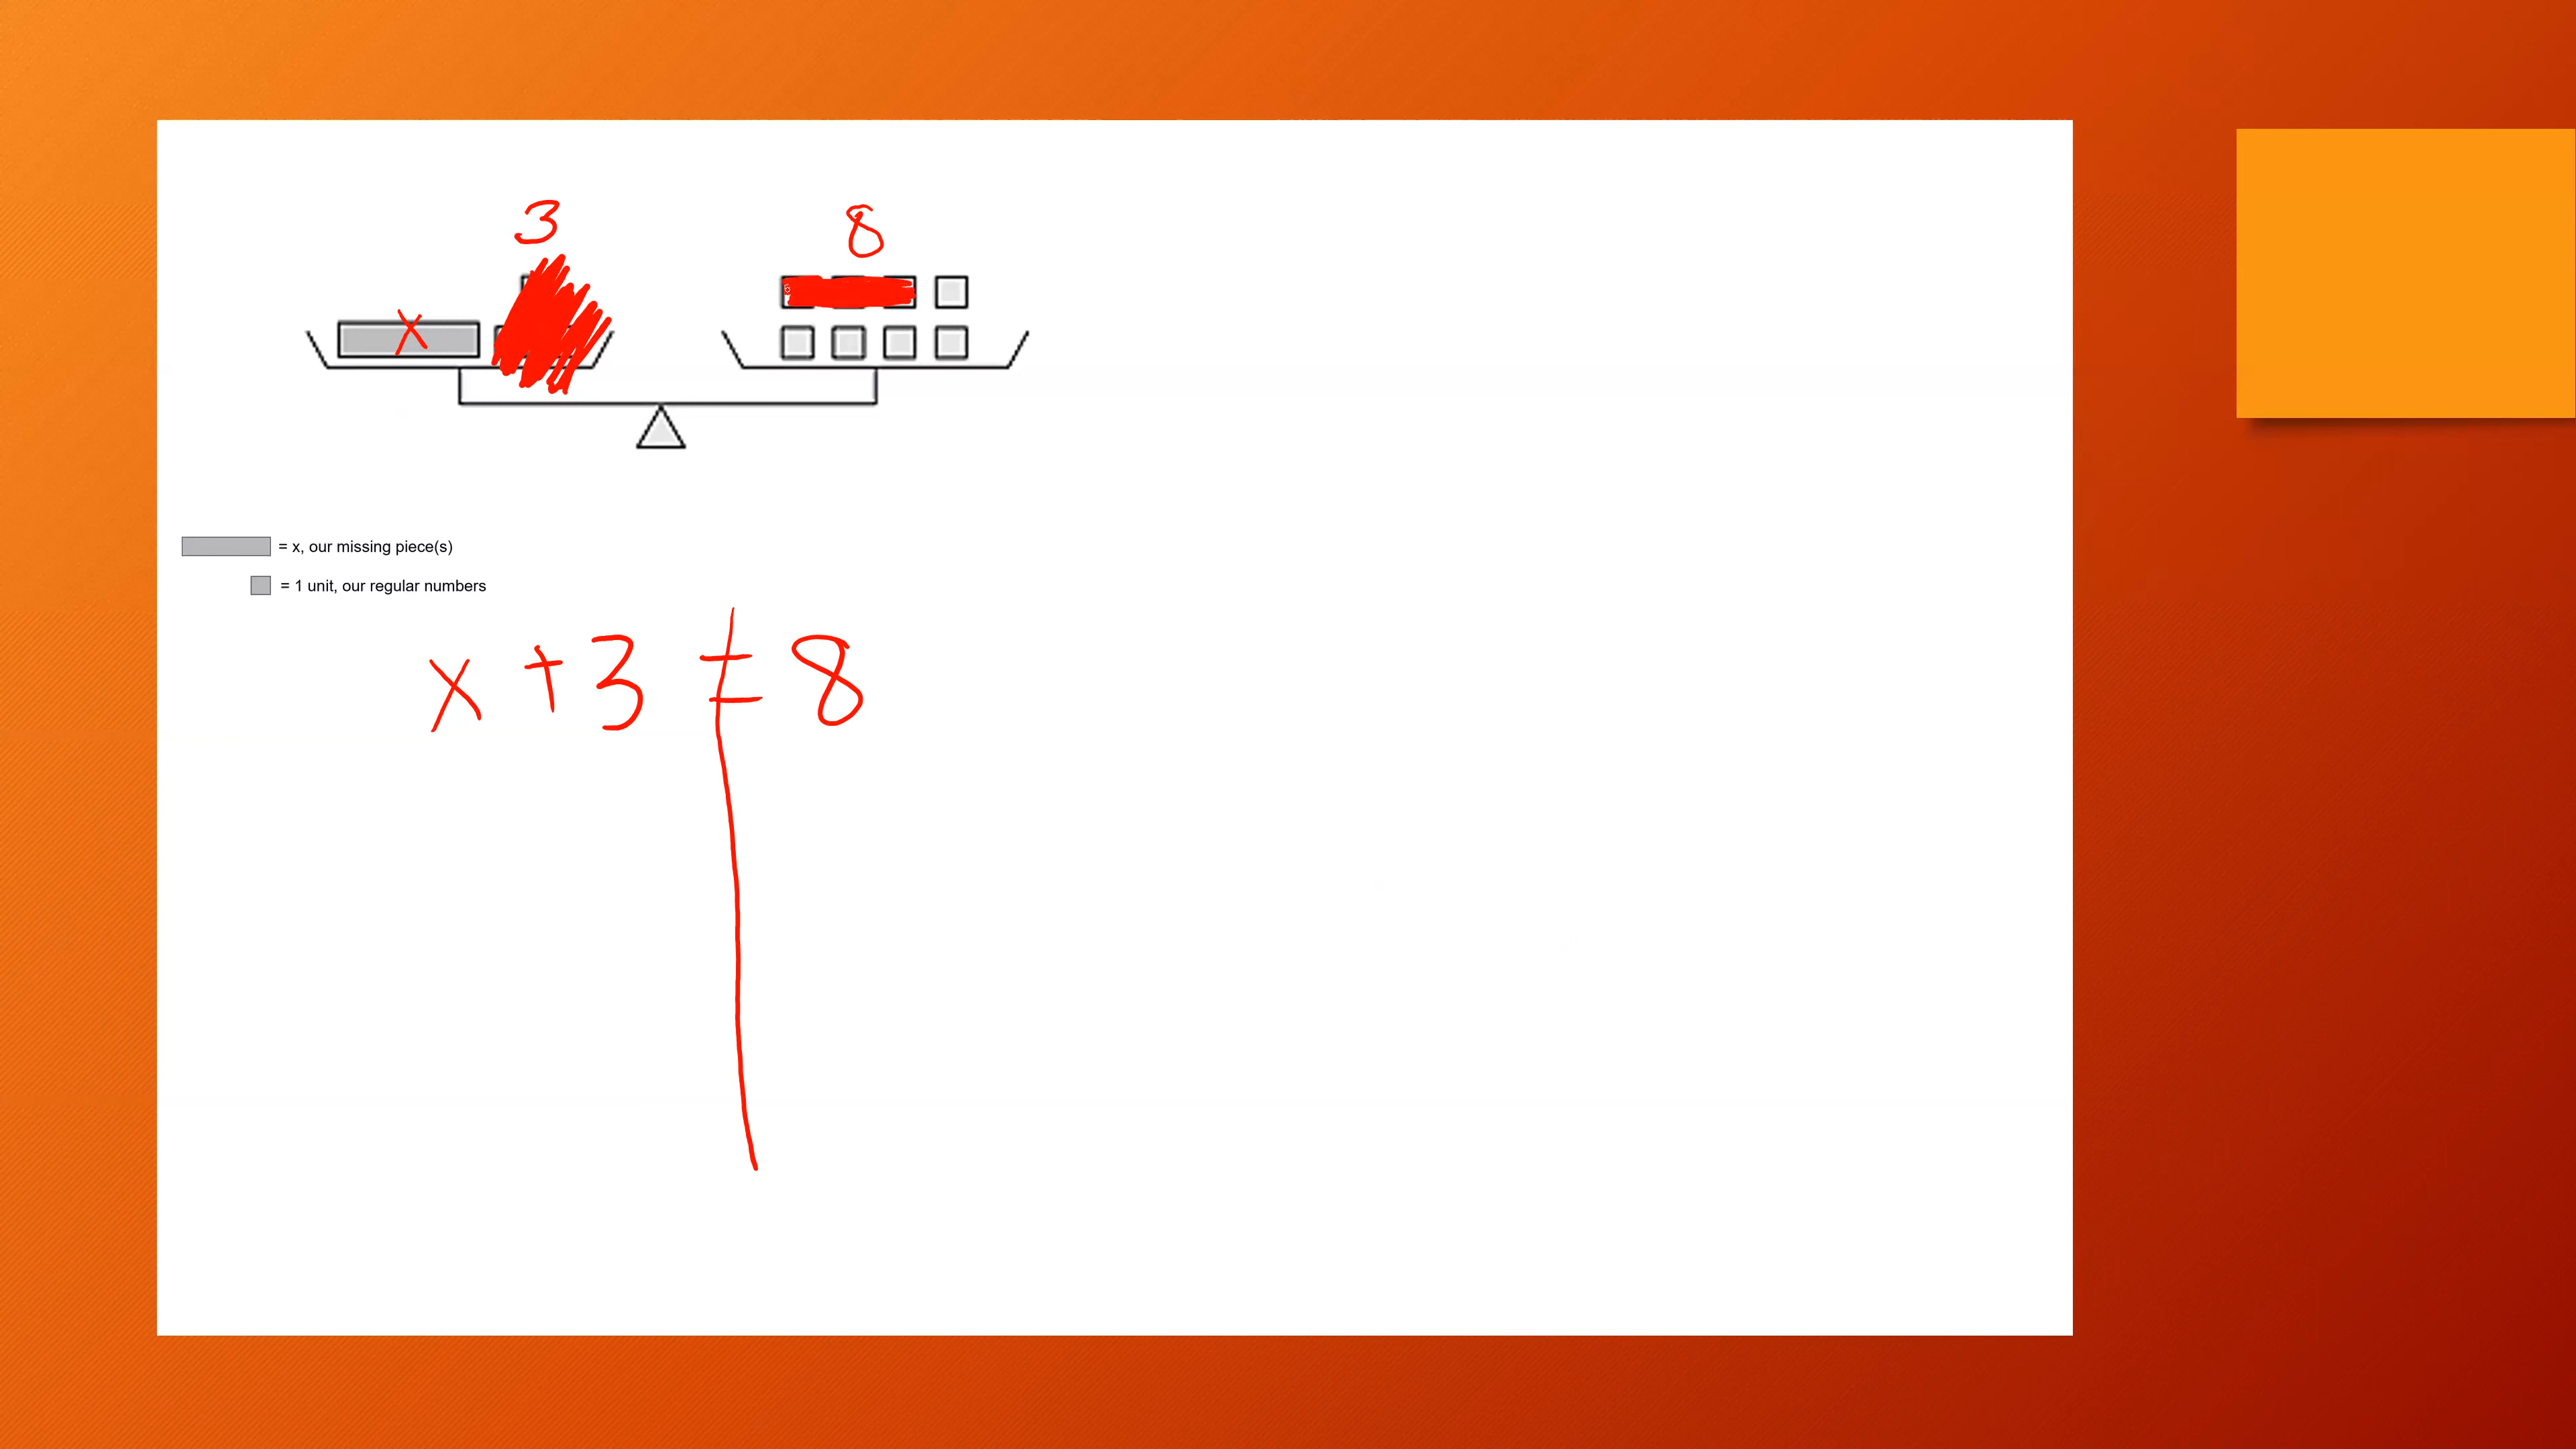 3 8
X
= x, our missing piece(s)
= 1 unit, our regular numbers
x + 3 = 8